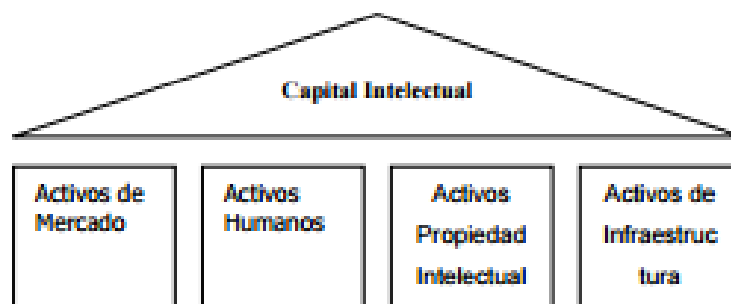 Capital Intelectual
Activos de
Mercado
Activos
Humanos
Activos
Propiedad
Intelectual
Activos de
Infraestruc
tura